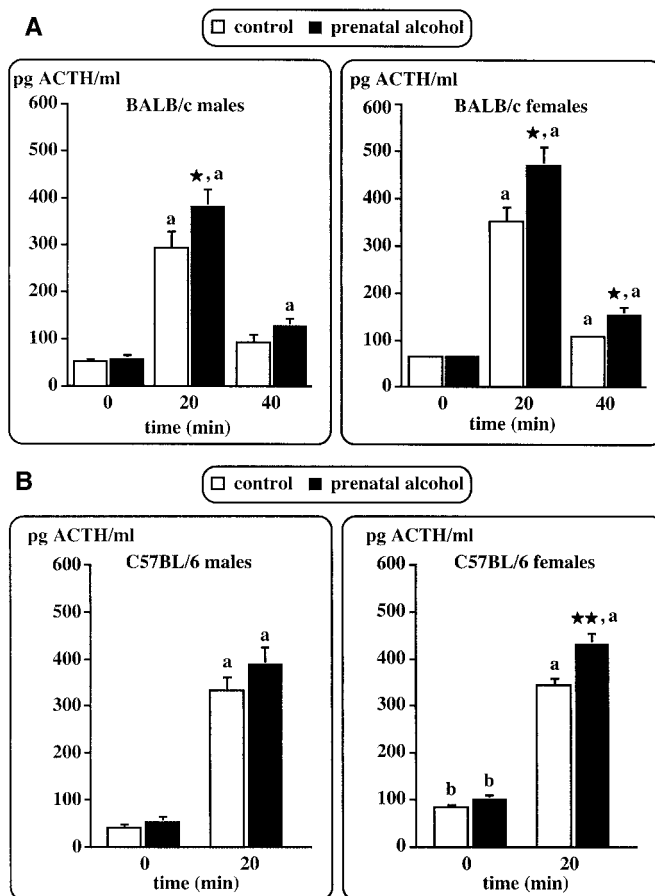 A
control prenatal alcohol
pg ACTH/ml
BALB/c males
600
500
400
300
200
100
0
a
★, a
a
0 20 40
time (min)
pg ACTH/ml
BALB/c females
600
500
400
300
200
100
0
a
★, a
a
★, a
0 20 40
time (min)
B
control prenatal alcohol
pg ACTH/ml
C57BL/6 males
600
500
400
300
200
100
0
a
a
0 20
time (min)
pg ACTH/ml
C57BL/6 females
600
500
400
300
200
100
0
b
b
a
★★, a
0 20
time (min)